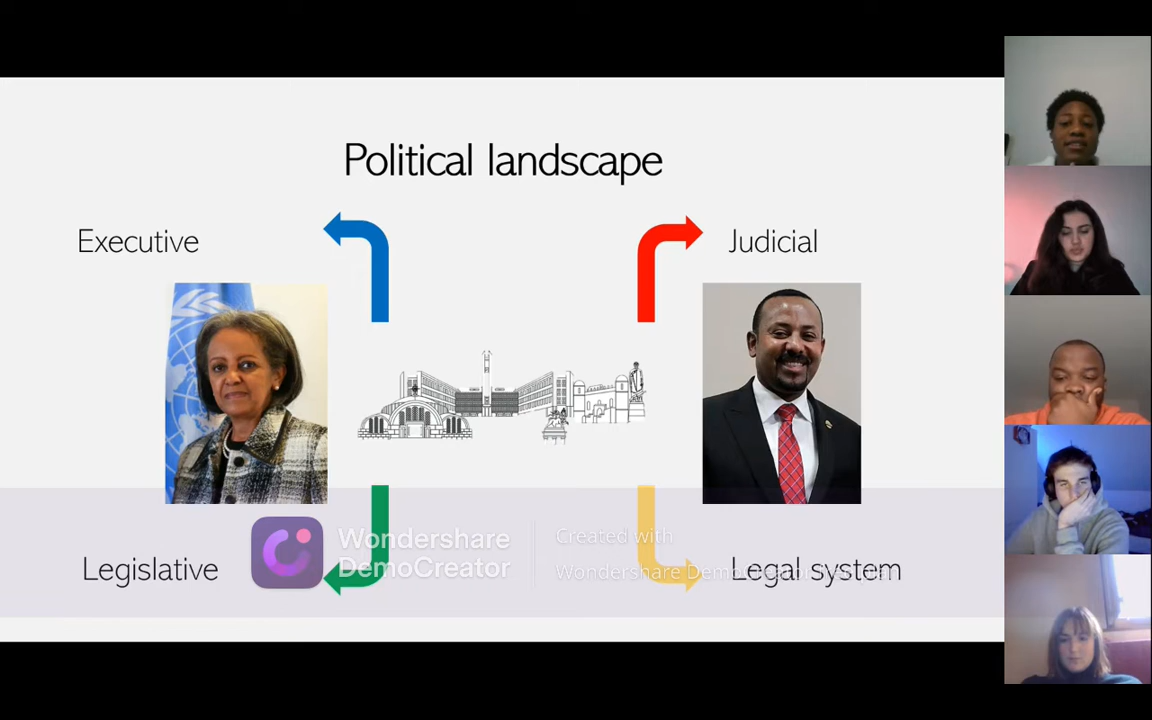 Political landscape
Executive
Judicial
Wondershare
DemoCreator
Created with
Legislative
Legal system